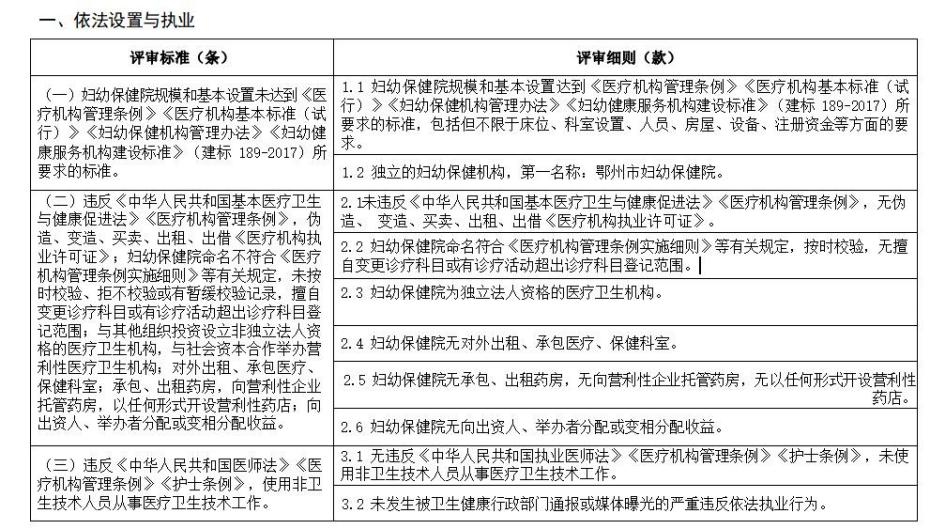 一、依法设置与执业
评审标准（条）
评审细则（款）
（一）妇幼保健院规模和基本设置未达到《医
疗机构管理条例》《医疗机构基本标准（试
行）》《妇幼保健机构管理办法》《妇幼健
康服务机构建设标准》（建标 189-2017）所
要求的标准。
1.1 妇幼保健院规模和基本设置达到《医疗机构管理条例》《医疗机构基本标准（试
行）》《妇幼保健机构管理办法》《妇幼健康服务机构建设标准》（建标 189-2017）所
要求的标准，包括但不限于床位、科室设置、人员、房屋、设备、注册资金等方面的要
求。
1.2 独立的妇幼保健机构，第一名称：鄂州市妇幼保健院。
（二）违反《中华人民共和国基本医疗卫生
与健康促进法》《医疗机构管理条例》，伪
造、变造、买卖、出租、出借《医疗机构执
业许可证》；妇幼保健院命名不符合《医疗
机构管理条例实施细则》等有关规定，未按
时校验、拒不校验或有暂缓校验记录，擅自
变更诊疗科目或有诊疗活动超出诊疗科目登
记范围；与其他组织投资设立非独立法人资
格的医疗卫生机构，与社会资本合作举办营
利性医疗卫生机构；对外出租、承包医疗、
保健科室；承包、出租药房，向营利性企业
托管药房，以任何形式开设营利性药店；向
出资人、举办者分配或变相分配收益。
2.1未违反《中华人民共和国基本医疗卫生与健康促进法》《医疗机构管理条例》，无伪
造、 变造、买卖、出租、出借《医疗机构执业许可证》。
2.2 妇幼保健院命名符合《医疗机构管理条例实施细则》等有关规定，按时校验，无擅
自变更诊疗科目或有诊疗活动超出诊疗科目登记范围。
2.3 妇幼保健院为独立法人资格的医疗卫生机构。
2.4 妇幼保健院无对外出租、承包医疗、保健科室。
2.5 妇幼保健院无承包、出租药房，无向营利性企业托管药房，无以任何形式开设营利性
药店。
2.6 妇幼保健院无向出资人、举办者分配或变相分配收益。
（三）违反《中华人民共和国医师法》《医
疗机构管理条例》《护士条例》，使用非卫
生技术人员从事医疗卫生技术工作。
3.1 无违反《中华人民共和国执业医师法》《医疗机构管理条例》《护士条例》，未使
用非卫生技术人员从事医疗卫生技术工作。
3.2 未发生被卫生健康行政部门通报或媒体曝光的严重违反依法执业行为。